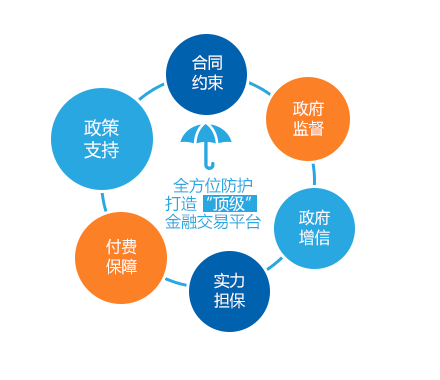 合同
约束
政府
监督
政策
支持
全方位防护
打造“顶级”
金融交易平台
政府
增信
付费
保障
实力
担保